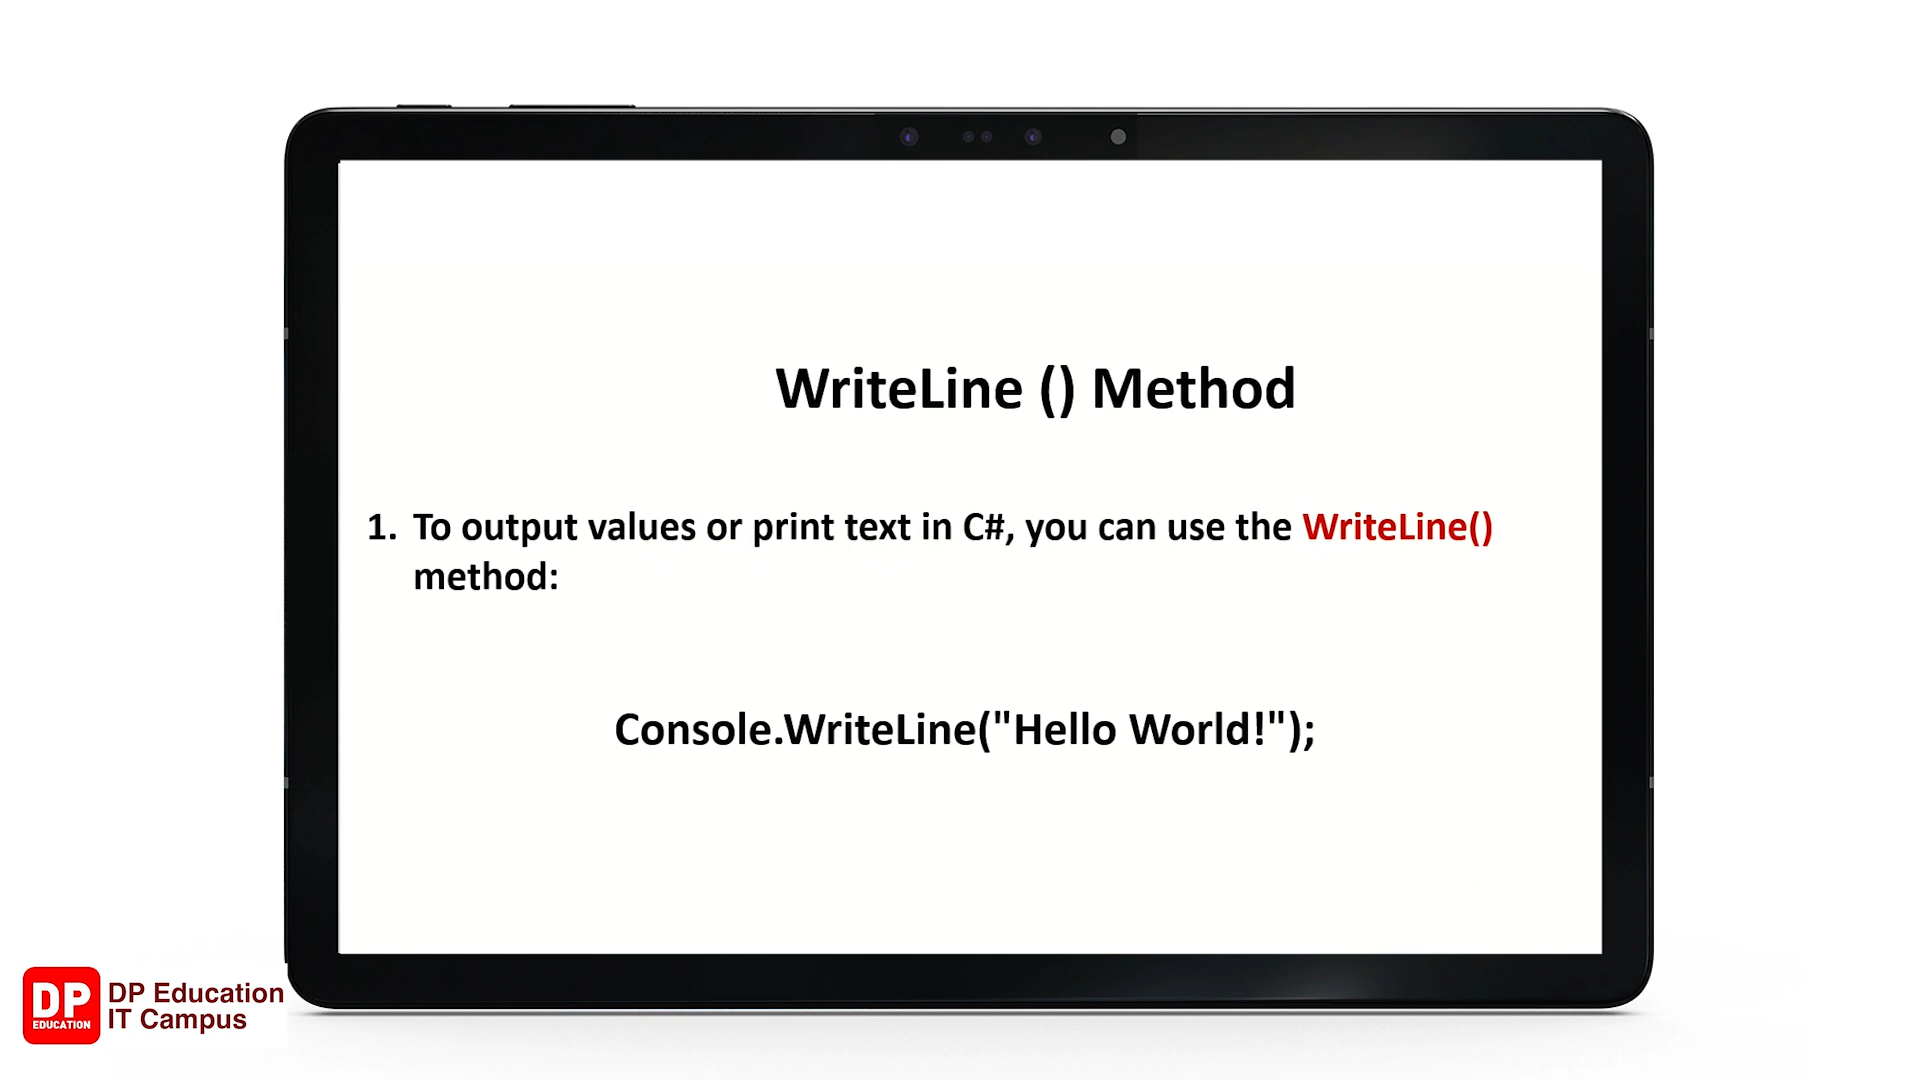 WriteLine () Method
1. To output values or print text in C#, you can use the WriteLine()
method:
Console.WriteLine("Hello World!");
DP
EDUCATION
DP Education
IT Campus